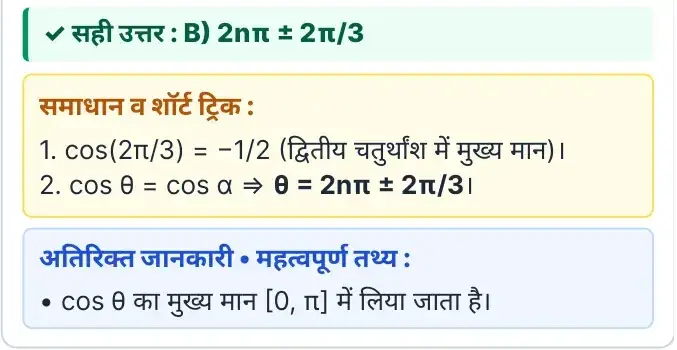 ✓ सही उत्तर : B) 2nπ ± 2π/3
समाधान व शॉर्ट ट्रिक :
1. cos(2π/3) = −1/2 (द्वितीय चतुर्थांश में मुख्य मान)।
2. cos θ = cos α ⇒ θ = 2nπ ± 2π/3।
अतिरिक्त जानकारी • महत्वपूर्ण तथ्य :
• cos θ का मुख्य मान [0, π] में लिया जाता है।